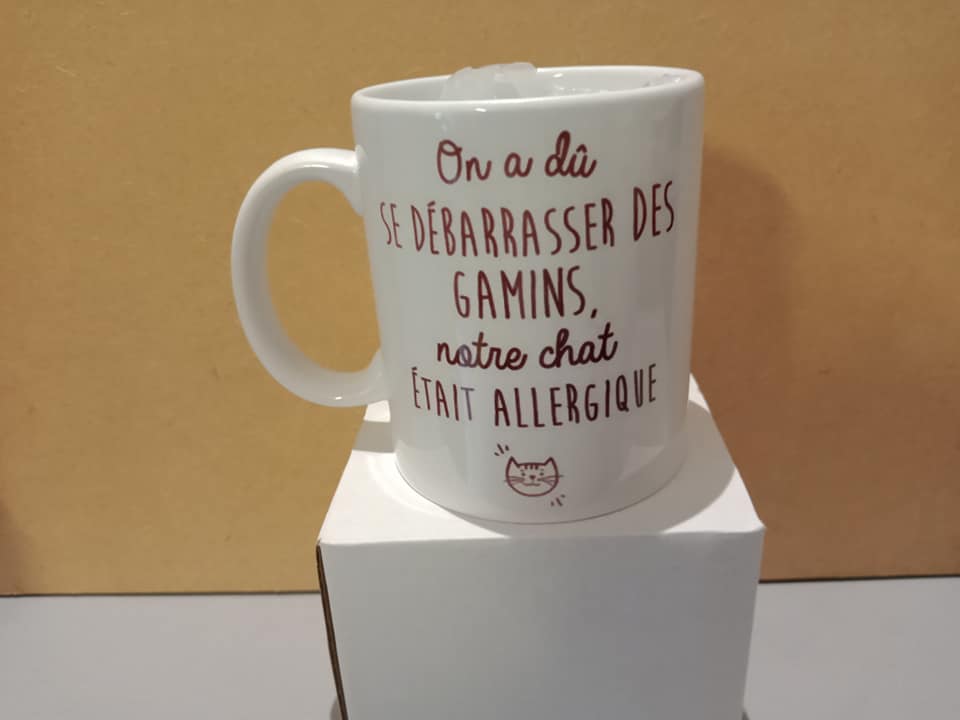 On a dû
SE DÉBARRASSER DES
GAMINS,
notre chat
ÉTAIT ALLERGIQUE